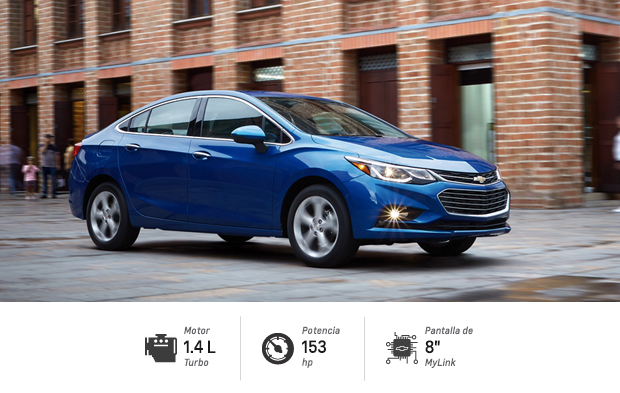 Motor
1.4 L
Turbo
Potencia
153
hp
Pantalla de
8"
MyLink